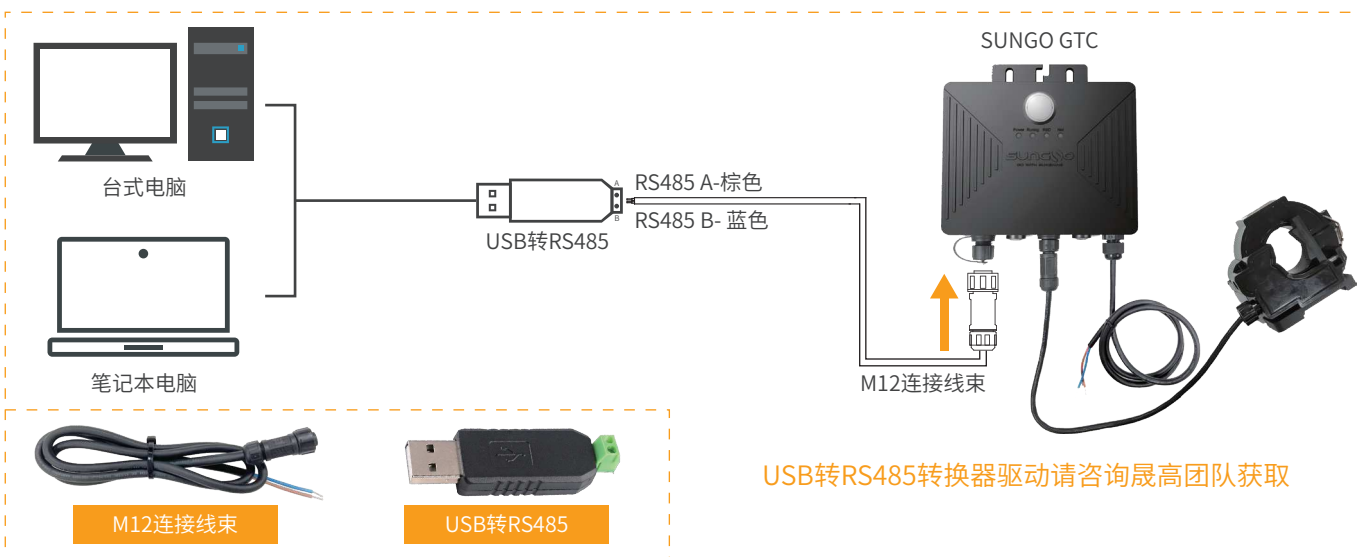 SUNGO GTC
台式电脑
RS485 A-棕色
A
B
RS485 B- 蓝色
USB转RS485
SUNGO
笔记本电脑
M12连接线束
USB转RS485转换器驱动请咨询晟高团队获取
M12连接线束
USB转RS485